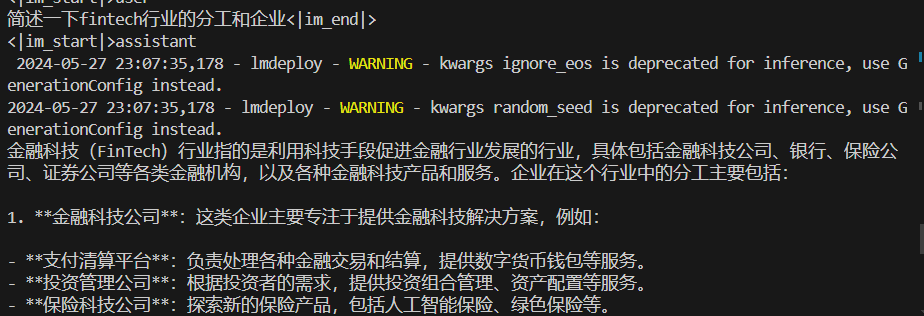 <|im_start|>user
简述一下fintech行业的分工和企业<|im_end|>
<|im_start|>assistant
2024-05-27 23:07:35,178 - lmdeploy - WARNING - kwargs ignore_eos is deprecated for inference, use G
enerationConfig instead.
2024-05-27 23:07:35,178 - lmdeploy - WARNING - kwargs random_seed is deprecated for inference, use G
enerationConfig instead.
金融科技（FinTech）行业指的是利用科技手段促进金融行业发展的行业，具体包括金融科技公司、银行、保险公
司、证券公司等各类金融机构，以及各种金融科技产品和服务。企业在这个行业中的分工主要包括：
1. **金融科技公司**：这类企业主要专注于提供金融科技解决方案，例如：
- **支付清算平台**：负责处理各种金融交易和结算，提供数字货币钱包等服务。
- **投资管理公司**：根据投资者的需求，提供投资组合管理、资产配置等服务。
- **保险科技公司**：探索新的保险产品，包括人工智能保险、绿色保险等。